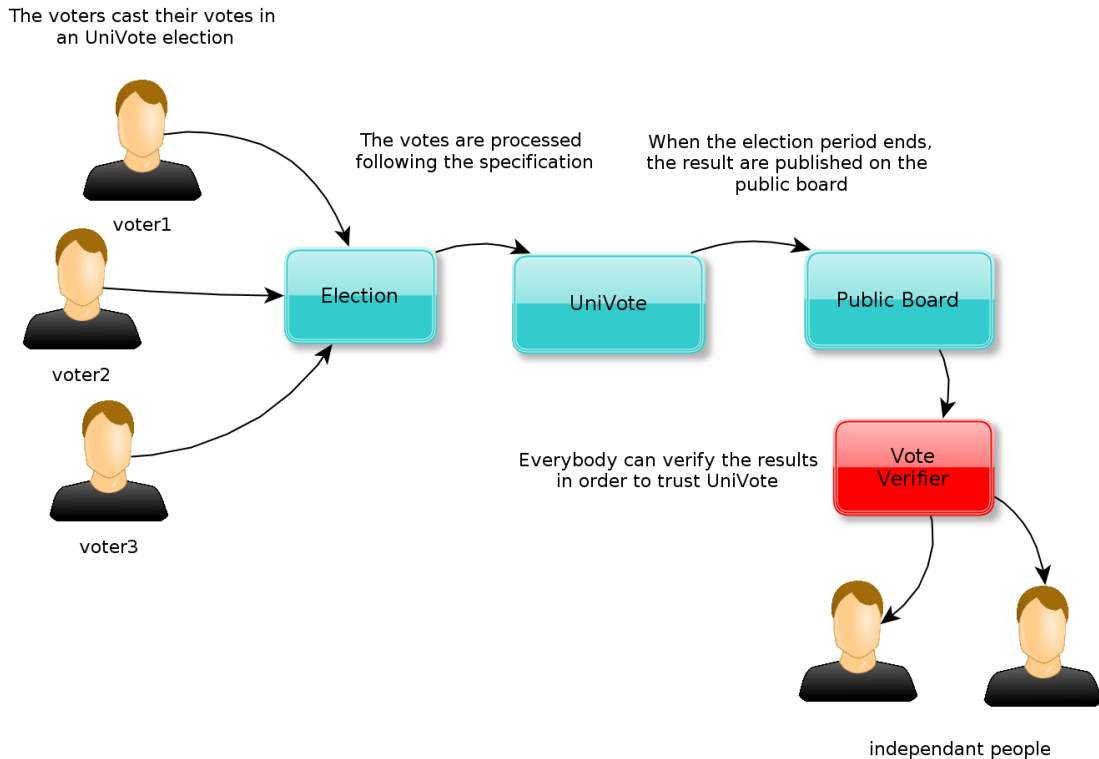 The voters cast their votes in
an UniVote election
voter1
voter2
voter3
The votes are processed
following the specification
When the election period ends,
the result are published on the
public board
Election
UniVote
Public Board
Everybody can verify the results
in order to trust UniVote
Vote
Verifier
independant people